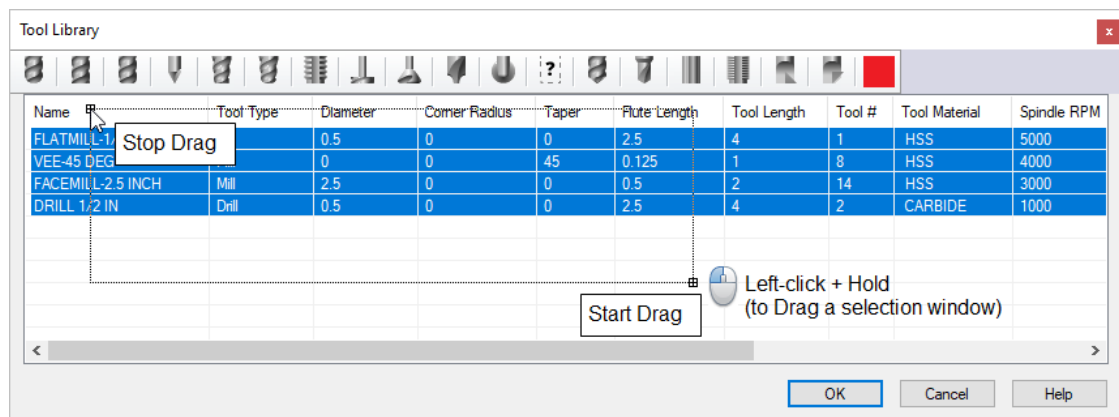 Tool Library
x
?
Name Tool Type Diameter Corner Radius Taper Flute Length Tool Length Tool # Tool Material Spindle RPM
FLATMILL-1/ 0.5 0 0 2.5 4 1 HSS 5000
VEE-45 DEG 0 0 45 0.125 1 8 HSS 4000
FACEMILL-2.5 INCH Mill 2.5 0 0 0.5 2 14 HSS 3000
DRILL 1/2 IN Drill 0.5 0 0 2.5 4 2 CARBIDE 1000
Stop Drag
Start Drag
Left-click + Hold
(to Drag a selection window)
OK Cancel Help